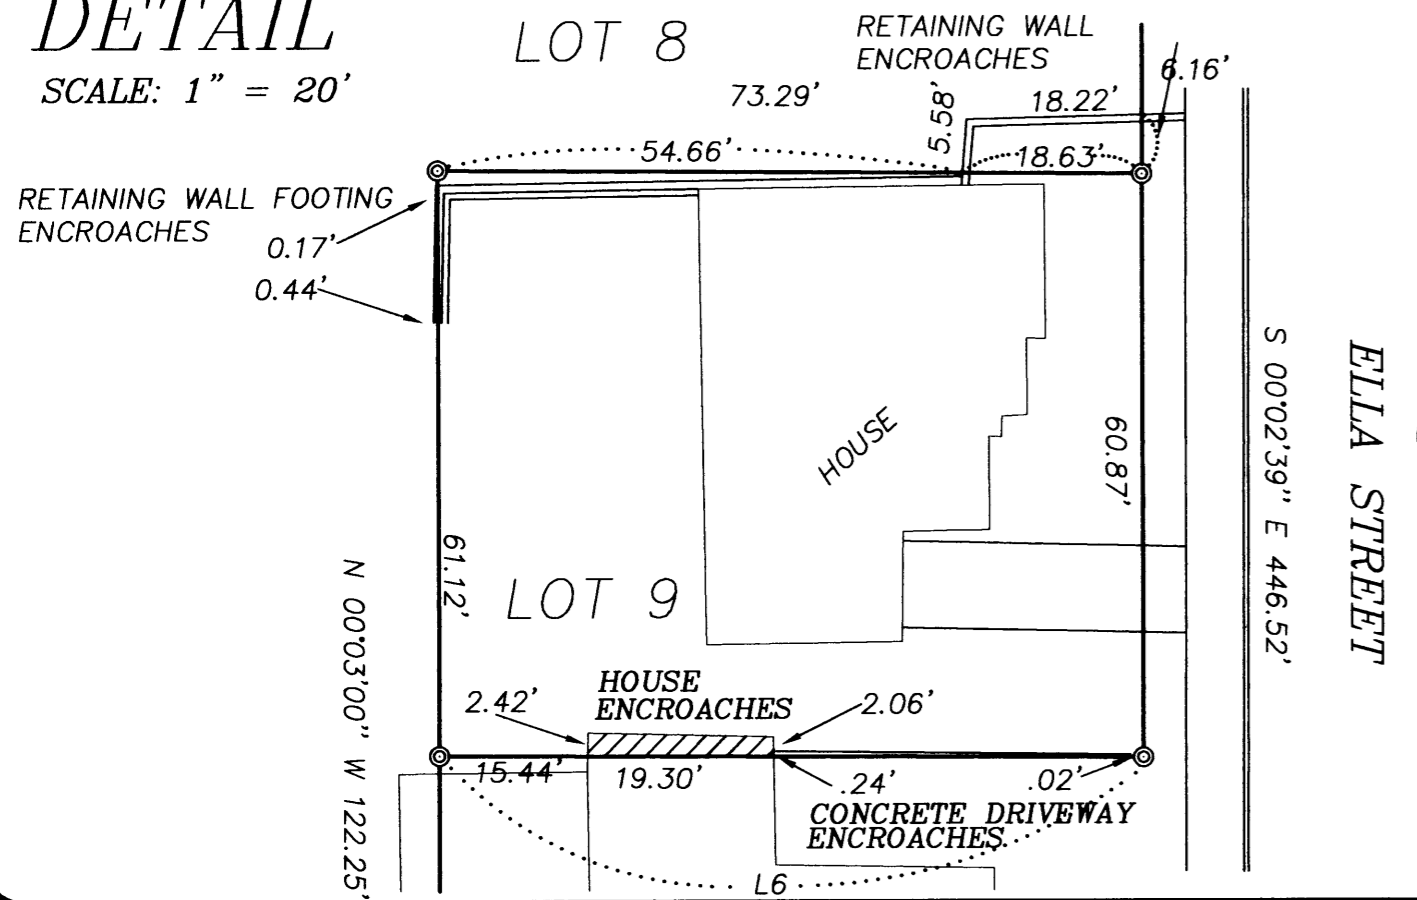 DETAIL
SCALE: 1" = 20'
LOT 8
RETAINING WALL
ENCROACHES
6.16'
73.29'
5.58'
18.22'
54.66'
18.63'
RETAINING WALL FOOTING
ENCROACHES
0.17'
0.44'
HOUSE
60.87'
S 00°02'39" E 446.52'
ELLA STREET
61.12'
LOT 9
N 00°03'00" W 122.25'
HOUSE
ENCROACHES
2.42'
2.06'
15.44'
19.30'
.24'
.02'
CONCRETE DRIVEWAY
ENCROACHES
L6